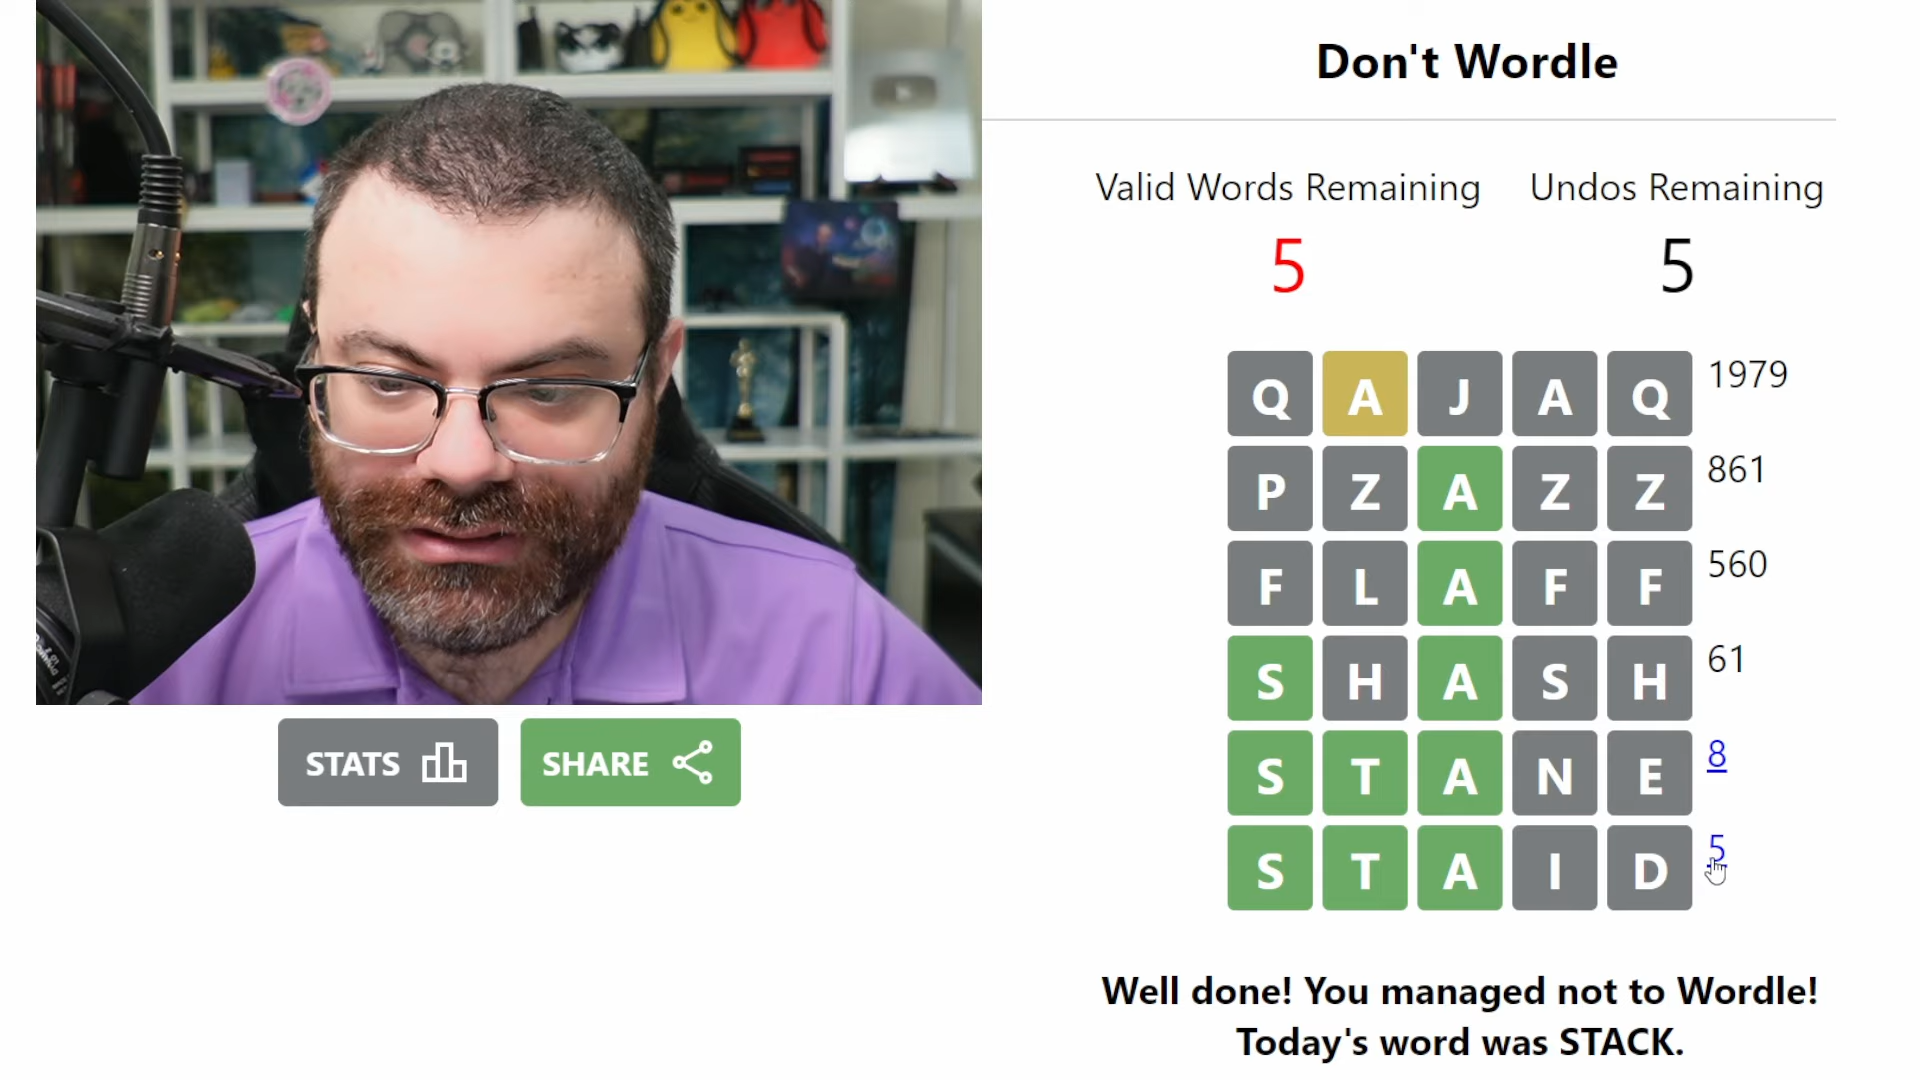 Don't Wordle
Valid Words Remaining Undos Remaining
5 5
Q A J A Q 1979
P Z A Z Z 861
F L A F F 560
S H A S H 61
S T A N E 8
S T A I D 5
STATS SHARE
Well done! You managed not to Wordle!
Today's word was STACK.